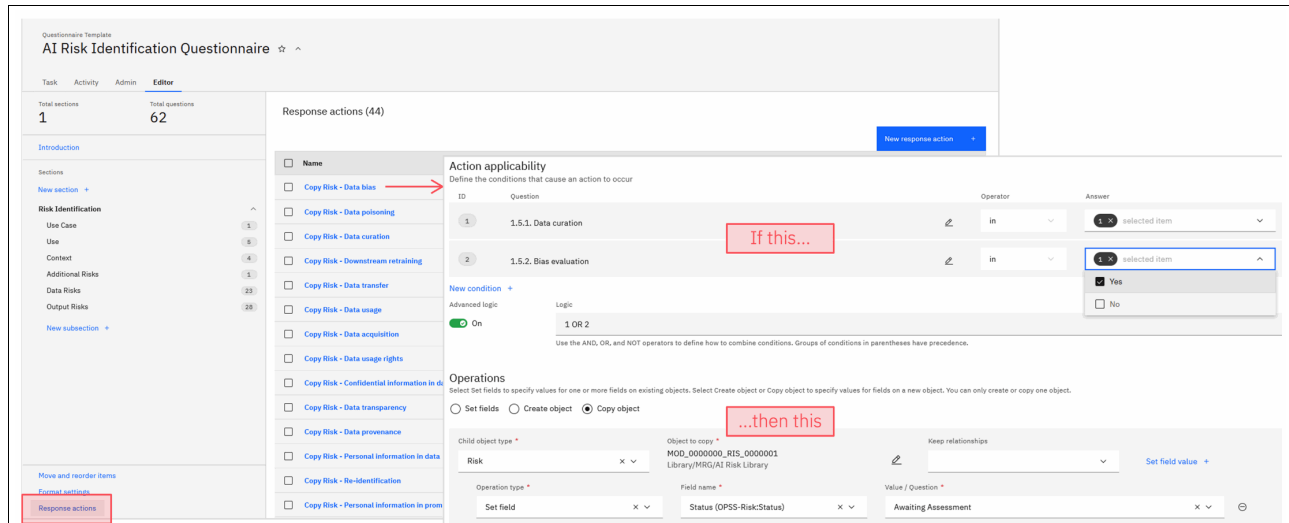 Questionnaire Template
AI Risk Identification Questionnaire
Task Activity Admin Editor
Total sections Total questions
1 62
Introduction
Sections
New section +
Risk Identification
Use Case 1
Use 5
Context 4
Additional Risks 1
Data Risks 23
Output Risks 28
New subsection +
Move and reorder items
Format settings
Response actions
Response actions (44)
New response action +
Name
Copy Risk - Data bias
Copy Risk - Data poisoning
Copy Risk - Data curation
Copy Risk - Downstream retraining
Copy Risk - Data transfer
Copy Risk - Data usage
Copy Risk - Data acquisition
Copy Risk - Data usage rights
Copy Risk - Confidential information in da
Copy Risk - Data transparency
Copy Risk - Data provenance
Copy Risk - Personal information in data
Copy Risk - Re-identification
Copy Risk - Personal information in prom
Action applicability
Define the conditions that cause an action to occur
ID Question Operator Answer
1 1.5.1. Data curation in 1 × selected item
If this...
2 1.5.2. Bias evaluation in 1 × selected item
Yes
No
New condition +
Advanced logic Logic
On 1 OR 2
Use the AND, OR, and NOT operators to define how to combine conditions. Groups of conditions in parentheses have precedence.
Operations
Select Set fields to specify values for one or more fields on existing objects. Select Create object or Copy object to specify values for fields on a new object. You can only create or copy one object.
Set fields Create object Copy object
...then this
Child object type * Object to copy * Keep relationships
Risk MOD_0000000_RIS_0000001
Library/MRG/AI Risk Library
Set field value +
Operation type * Field name * Value / Question *
Set field Status (OPSS-Risk:Status) Awaiting Assessment